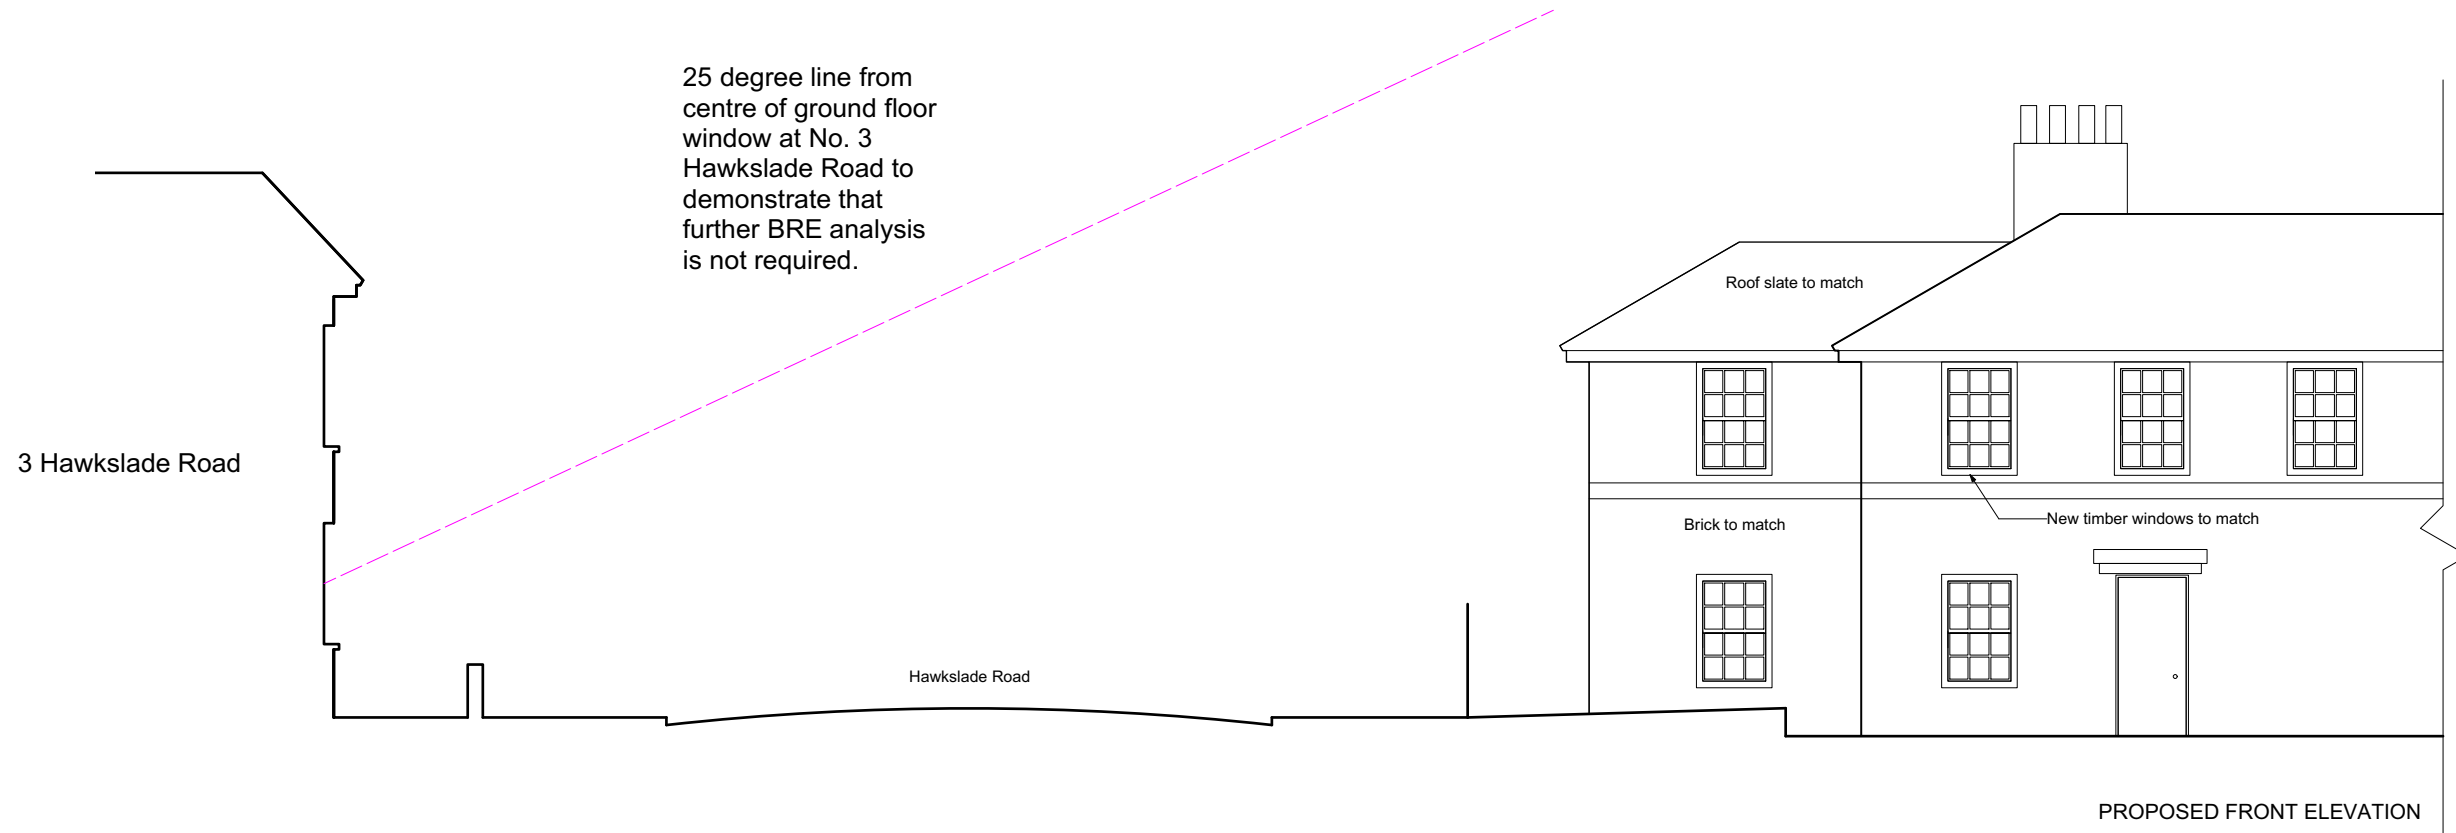 25 degree line from
centre of ground floor
window at No. 3
Hawkslade Road to
demonstrate that
further BRE analysis
is not required.
Roof slate to match
3 Hawkslade Road
New timber windows to match
Brick to match
Hawkslade Road
PROPOSED FRONT ELEVATION